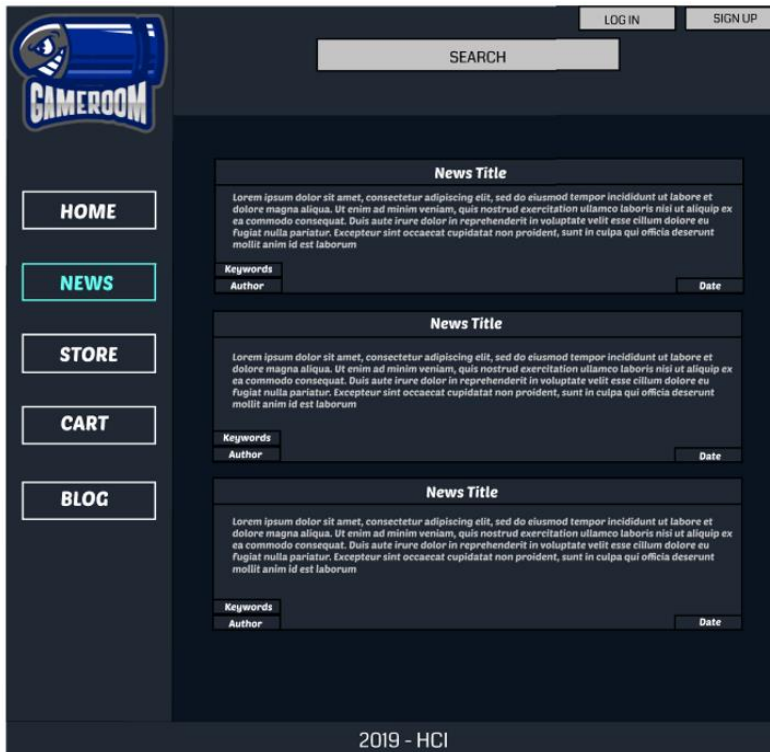 LOG IN
SIGN UP
SEARCH
GAMEROOM
HOME
NEWS
STORE
CART
BLOG
News Title
Lorem ipsum dolor sit amet, consectetur adipiscing elit, sed do eiusmod tempor incididunt ut labore et
dolore magna aliqua. Ut enim ad minim veniam, quis nostrud exercitation ullamco laboris nisi ut aliquip ex
ea commodo consequat. Duis aute irure dolor in reprehenderit in voluptate velit esse cillum dolore eu
fugiat nulla pariatur. Excepteur sint occaecat cupidatat non proident, sunt in culpa qui officia deserunt
mollit anim id est laborum
Keywords
Author
Date
News Title
Lorem ipsum dolor sit amet, consectetur adipiscing elit, sed do eiusmod tempor incididunt ut labore et
dolore magna aliqua. Ut enim ad minim veniam, quis nostrud exercitation ullamco laboris nisi ut aliquip ex
ea commodo consequat. Duis aute irure dolor in reprehenderit in voluptate velit esse cillum dolore eu
fugiat nulla pariatur. Excepteur sint occaecat cupidatat non proident, sunt in culpa qui officia deserunt
mollit anim id est laborum
Keywords
Author
Date
News Title
Lorem ipsum dolor sit amet, consectetur adipiscing elit, sed do eiusmod tempor incididunt ut labore et
dolore magna aliqua. Ut enim ad minim veniam, quis nostrud exercitation ullamco laboris nisi ut aliquip ex
ea commodo consequat. Duis aute irure dolor in reprehenderit in voluptate velit esse cillum dolore eu
fugiat nulla pariatur. Excepteur sint occaecat cupidatat non proident, sunt in culpa qui officia deserunt
mollit anim id est laborum
Keywords
Author
Date
2019 - HCI